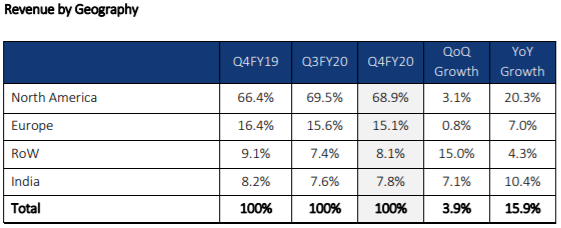 Revenue by Geography
Q4FY19 Q3FY20 Q4FY20 QoQ Growth YoY Growth
North America 66.4% 69.5% 68.9% 3.1% 20.3%
Europe 16.4% 15.6% 15.1% 0.8% 7.0%
RoW 9.1% 7.4% 8.1% 15.0% 4.3%
India 8.2% 7.6% 7.8% 7.1% 10.4%
Total 100% 100% 100% 3.9% 15.9%